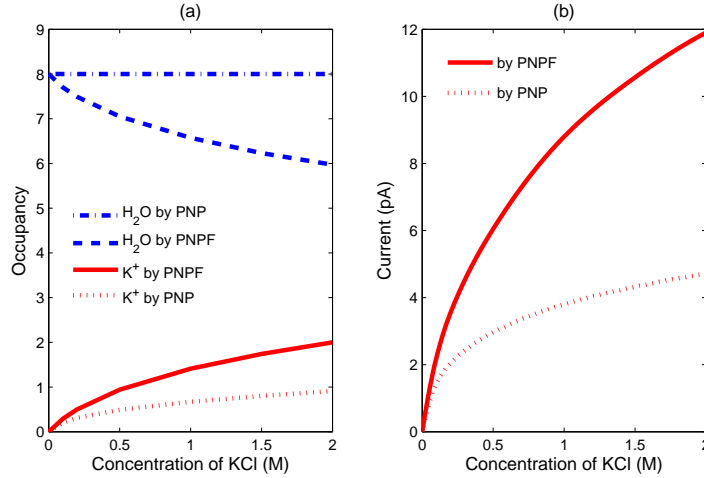 (a)
9
8
7
6
5
4
3
2
1
0
Occupancy
H₂O by PNP
H₂O by PNPF
K⁺ by PNPF
K⁺ by PNP
0 0.5 1 1.5 2
Concentration of KCl (M)
(b)
12
10
8
6
4
2
0
Current (pA)
by PNPF
by PNP
0 0.5 1 1.5 2
Concentration of KCl (M)